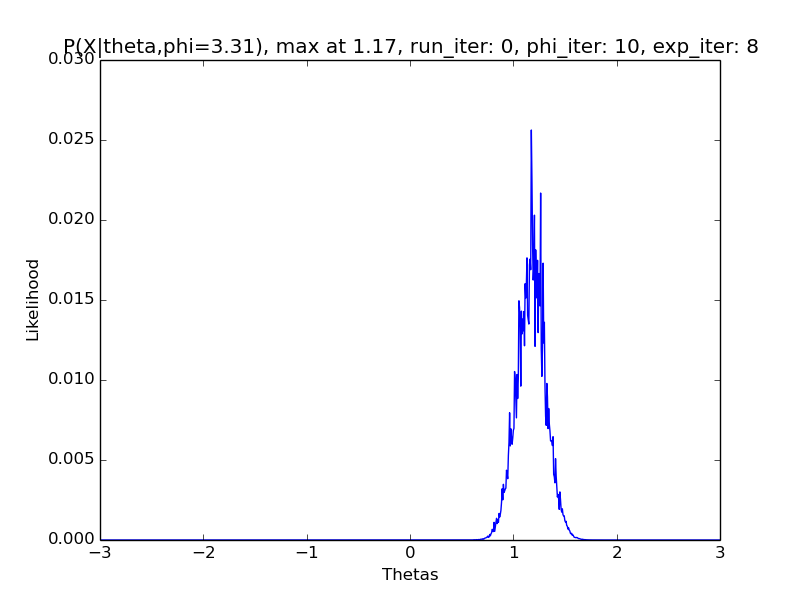 P(X|theta,phi=3.31), max at 1.17, run_iter: 0, phi_iter: 10, exp_iter: 8
0.030
0.025
0.020
0.015
0.010
0.005
0.000
Likelihood
−3 −2 −1 0 1 2 3
Thetas